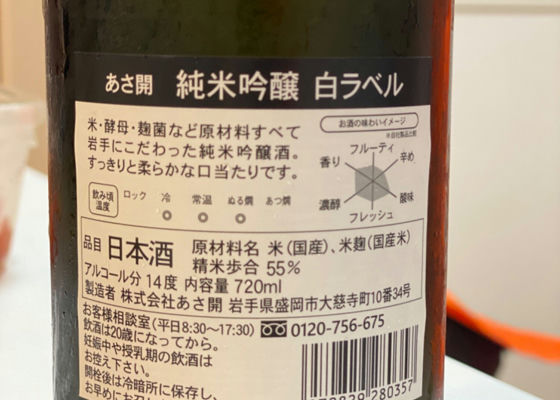 あさ開 純米吟醸 白ラベル
米・酵母・麹菌など原材料すべて
岩手にこだわった純米吟醸酒。
すっきりと柔らかな口当たりです。
お酒の味わいイメージ
※自社製品比較
フルーティ
香り
辛め
濃醇
酸味
フレッシュ
飲み頃温度
ロック 冷 常温 ぬる燗 あつ燗
品目 日本酒
原材料名 米(国産)、米麹(国産米)
精米歩合 55%
アルコール分 14度 内容量 720ml
製造者 株式会社あさ開 岩手県盛岡市大慈寺町10番34号
お客様相談室(平日8:30~17:30) 0120-756-675
飲酒は20歳になってから。
妊娠中や授乳期の飲酒は
お控え下さい。
開栓後は冷暗所に保存し、
280357